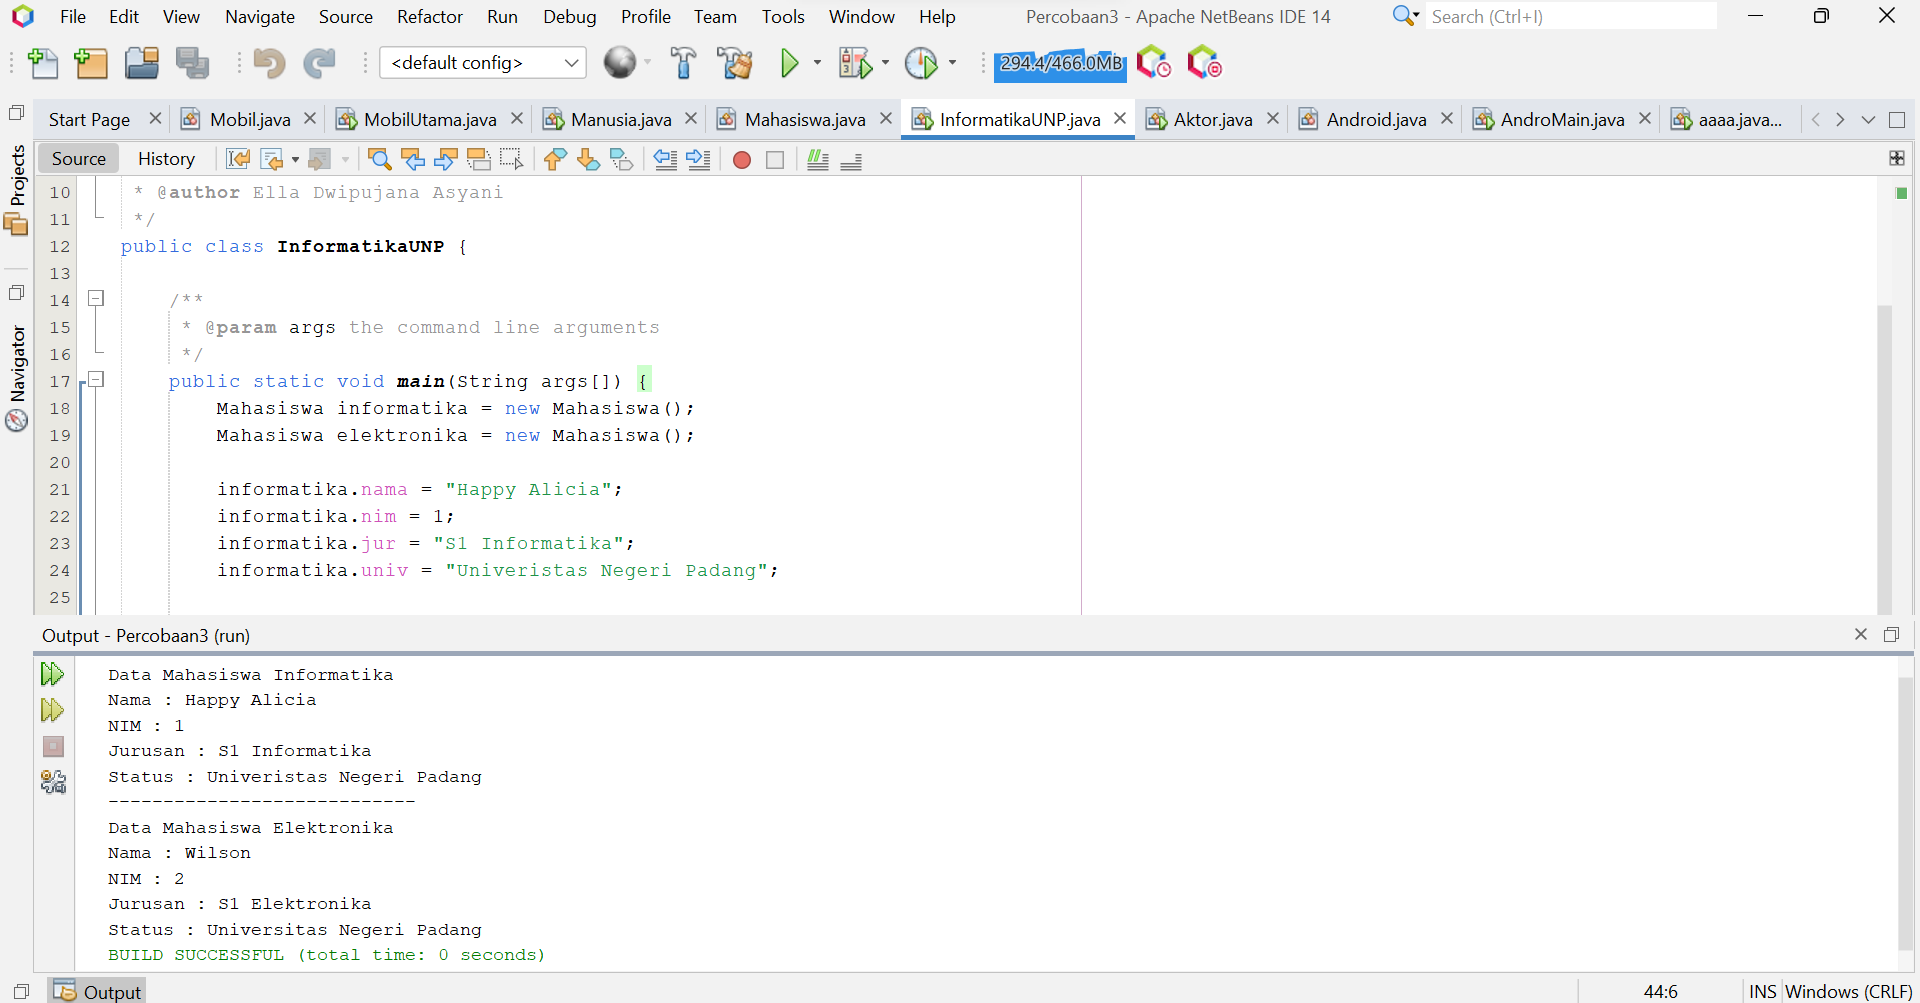 File Edit View Navigate Source Refactor Run Debug Profile Team Tools Window Help Percobaan3 - Apache NetBeans IDE 14 Search (Ctrl+I)
<default config> 294.4/466.0MB
Start Page Mobil.java MobilUtama.java Manusia.java Mahasiswa.java InformatikaUNP.java Aktor.java Android.java AndroMain.java aaaa.java...
Source History
Projects
Navigator
10 * @author Ella Dwipujana Asyani
11 */
12 public class InformatikaUNP {
13
14 /**
15 * @param args the command line arguments
16 */
17 public static void main(String args[]) {
18 Mahasiswa informatika = new Mahasiswa();
19 Mahasiswa elektronika = new Mahasiswa();
20
21 informatika.nama = "Happy Alicia";
22 informatika.nim = 1;
23 informatika.jur = "S1 Informatika";
24 informatika.univ = "Univeristas Negeri Padang";
25
Output - Percobaan3 (run)
Data Mahasiswa Informatika
Nama : Happy Alicia
NIM : 1
Jurusan : S1 Informatika
Status : Univeristas Negeri Padang
----------------------------
Data Mahasiswa Elektronika
Nama : Wilson
NIM : 2
Jurusan : S1 Elektronika
Status : Universitas Negeri Padang
BUILD SUCCESSFUL (total time: 0 seconds)
Output 44:6 INS Windows (CRLF)